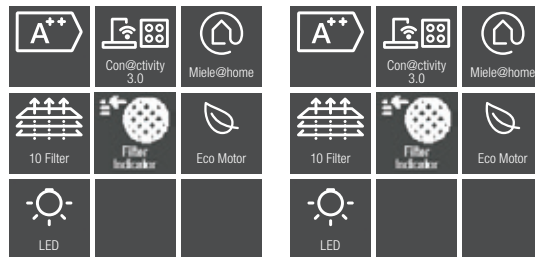 A++
Con@ctivity
3.0
Miele@home
10 Filter
Filter
Indicator
Eco Motor
LED
A++
Con@ctivity
3.0
Miele@home
10 Filter
Filter
Indicator
Eco Motor
LED